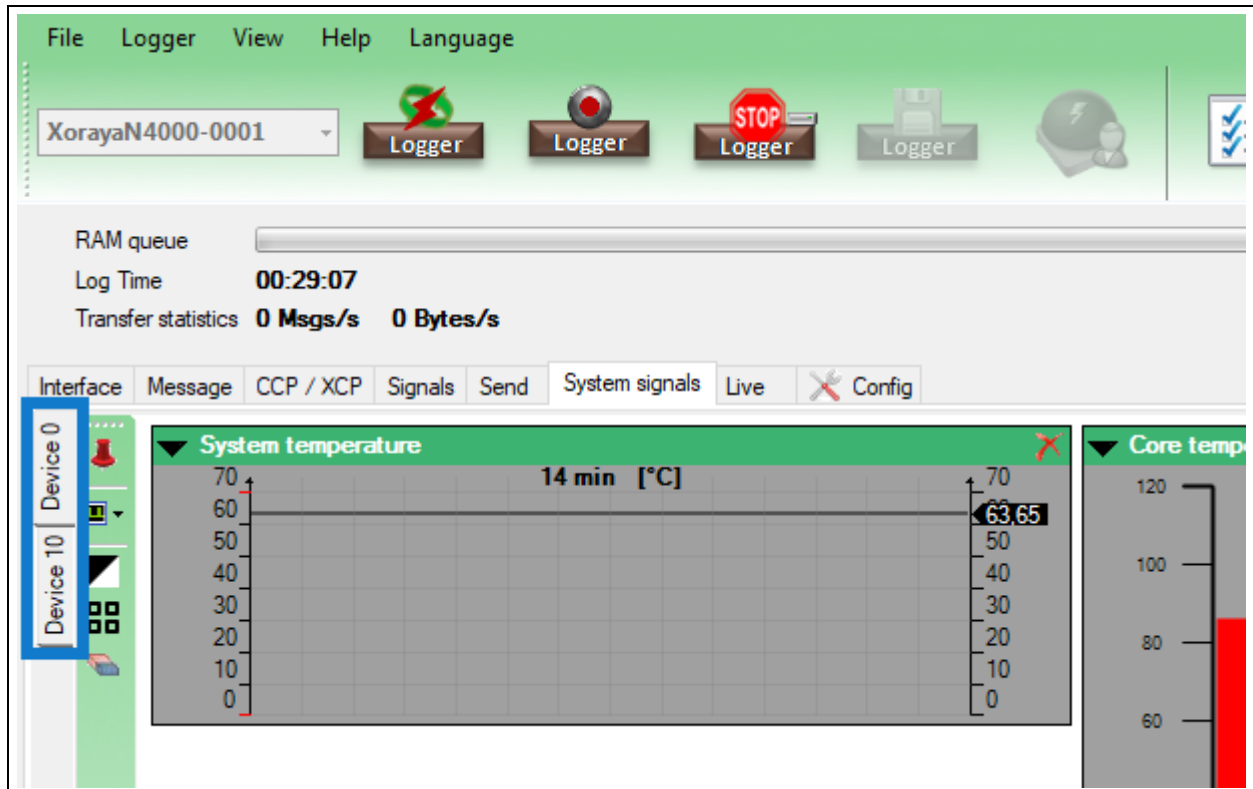 File Logger View Help Language
XorayaN4000-0001
Logger
Logger
STOP
Logger
Logger
RAM queue
Log Time 00:29:07
Transfer statistics 0 Msgs/s 0 Bytes/s
Interface Message CCP / XCP Signals Send System signals Live Config
Device 0
Device 10
System temperature
14 min [°C]
70
60
50
40
30
20
10
0
70
63,65
50
40
30
20
10
0
Core temp
120
100
80
60